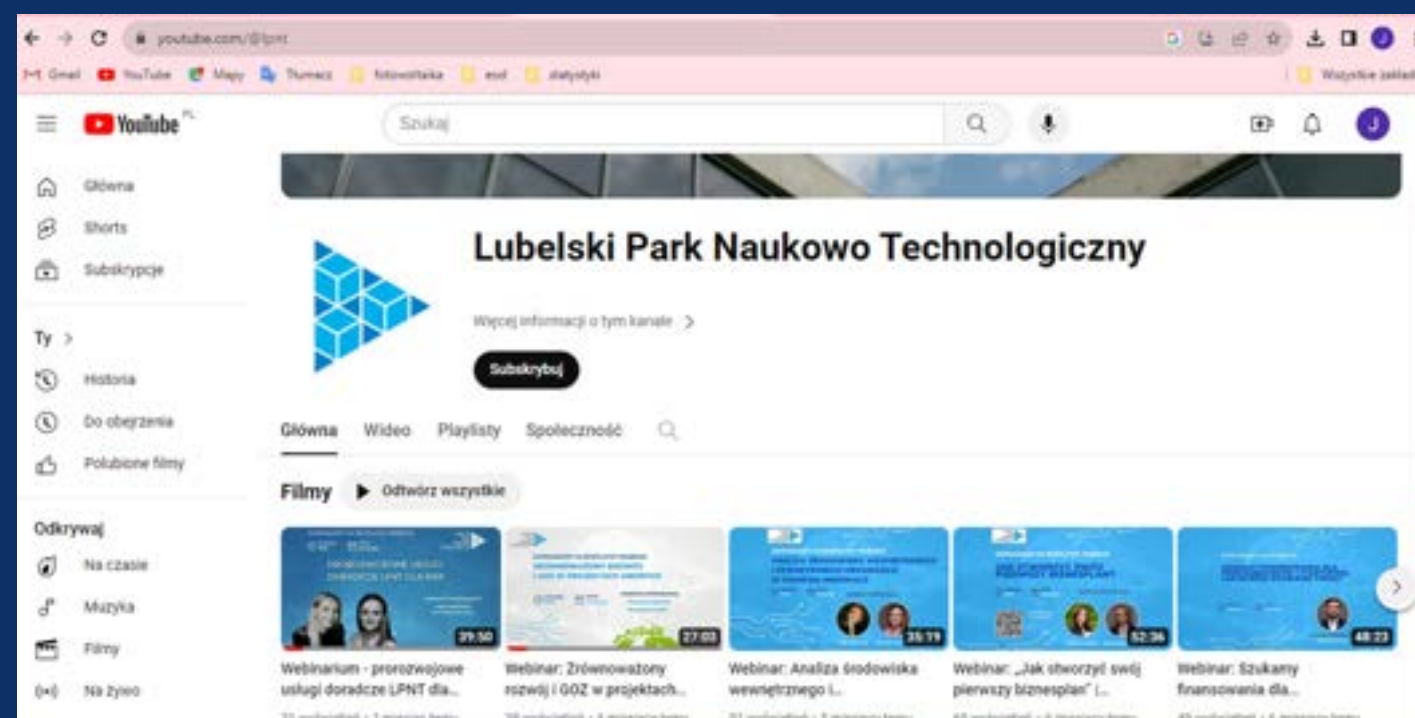 youtube.com/@lpnt
Gmail YouTube Mapy Tłumacz fotowoltaika esol statystyki
Wszystkie zakład
YouTube PL
Szukaj
J
Główna
Shorts
Subskrypcje
Ty
Historia
Do obejrzenia
Polubione filmy
Odkrywaj
Na czasie
Muzyka
Filmy
Na żywo
Lubelski Park Naukowo Technologiczny
Więcej informacji o tym kanale
Subskrybuj
Główna Wideo Playlisty Społeczność
Filmy Odtwórz wszystkie
39:50
27:03
35:19
52:36
48:23
Webinarium - prorozwojowe
usługi doradcze LPNT dla...
Webinar: Zrównoważony
rozwój i GOZ w projektach...
Webinar: Analiza środowiska
wewnętrznego i...
Webinar: „Jak stworzyć swój
pierwszy biznesplan" |...
Webinar: Szukamy
finansowania dla...